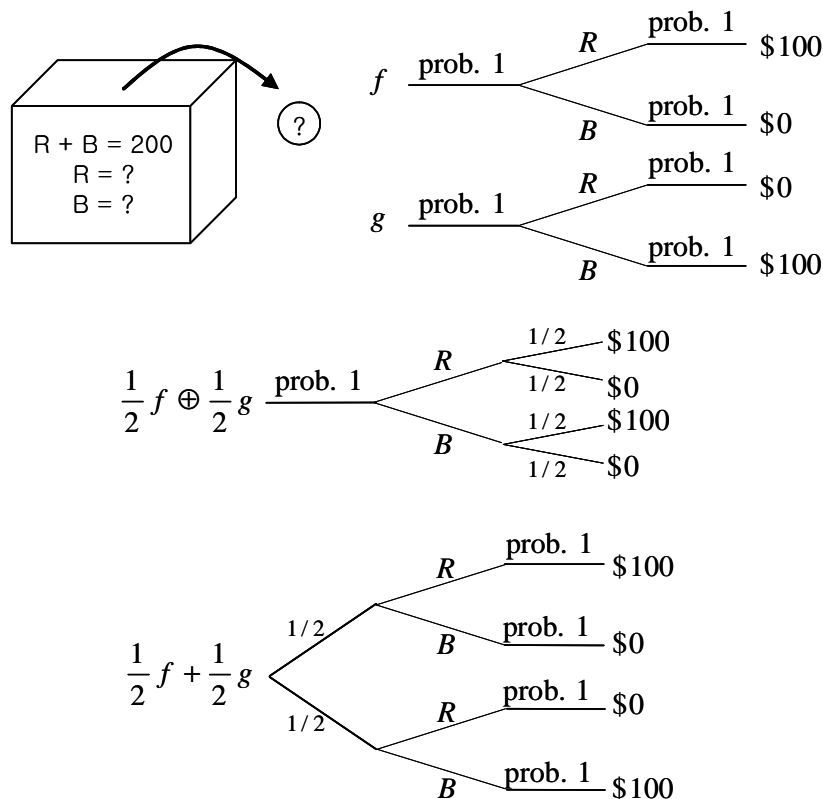 R + B = 200
R = ?
B = ?
?
f prob. 1 R prob. 1 $100
B prob. 1 $0
g prob. 1 R prob. 1 $0
B prob. 1 $100
1/2 f ⊕ 1/2 g prob. 1 R 1/2 $100
1/2 $0
B 1/2 $100
1/2 $0
1/2 f + 1/2 g 1/2 R prob. 1 $100
B prob. 1 $0
1/2 R prob. 1 $0
B prob. 1 $100